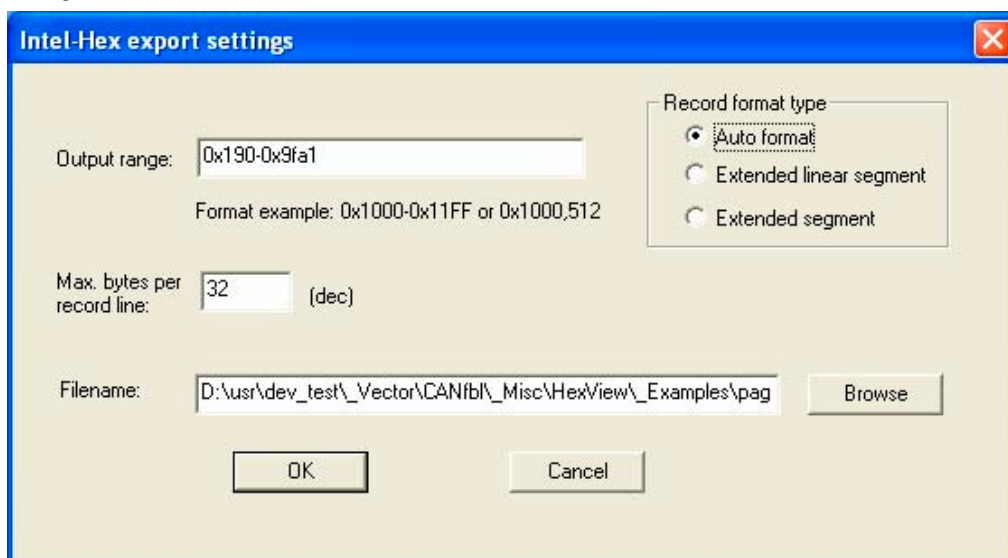 Intel-Hex export settings
Record format type
Auto format
Output range: 0x190-0x9fa1
Extended linear segment
Format example: 0x1000-0x11FF or 0x1000,512
Extended segment
Max. bytes per
record line:
32 (dec)
Filename: D:\usr\dev_test\_Vector\CANfbl\_Misc\HexView\_Examples\pag Browse
OK Cancel